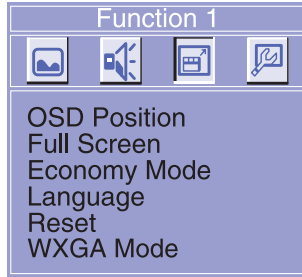 Function 1
OSD Position
Full Screen
Economy Mode
Language
Reset
WXGA Mode